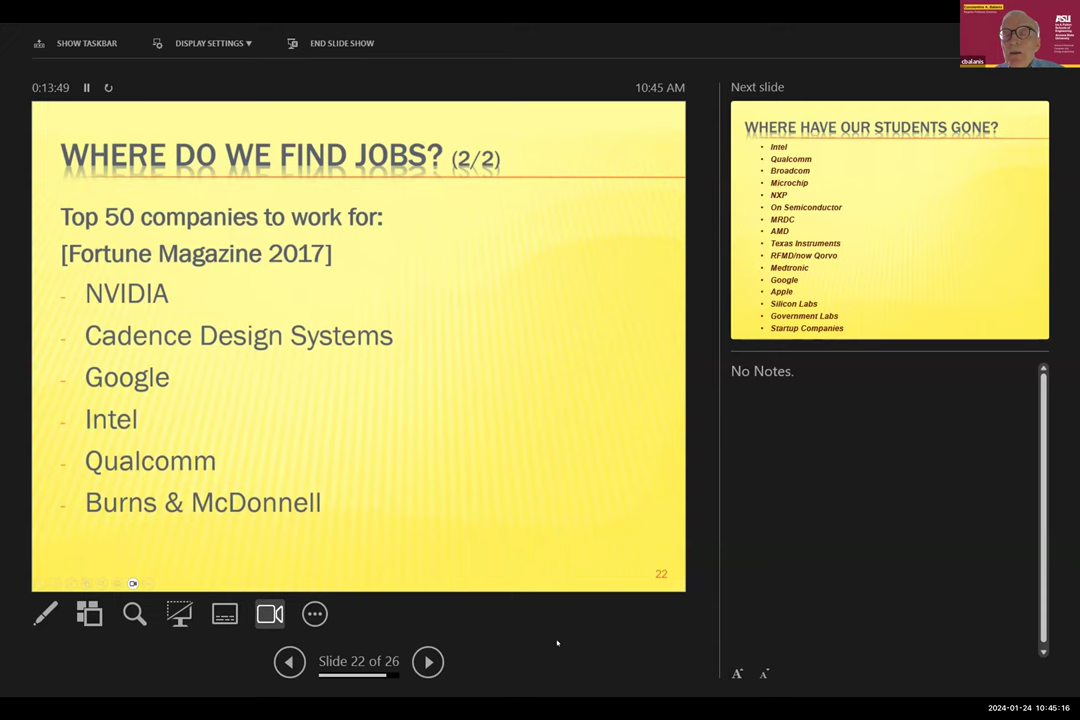 SHOW TASKBAR
DISPLAY SETTINGS ▼
END SLIDE SHOW
Constantine A. Balanis
ASU
cbalanis
0:13:49
10:45 AM
WHERE DO WE FIND JOBS? (2/2)
Top 50 companies to work for:
[Fortune Magazine 2017]
- NVIDIA
- Cadence Design Systems
- Google
- Intel
- Qualcomm
- Burns & McDonnell
22
Slide 22 of 26
Next slide
WHERE HAVE OUR STUDENTS GONE?
• Intel
• Qualcomm
• Broadcom
• Microchip
• NXP
• On Semiconductor
• MRDC
• AMD
• Texas Instruments
• RFMD/now Qorvo
• Medtronic
• Google
• Apple
• Silicon Labs
• Government Labs
• Startup Companies
No Notes.
A A
2024-01-24 10:45:16